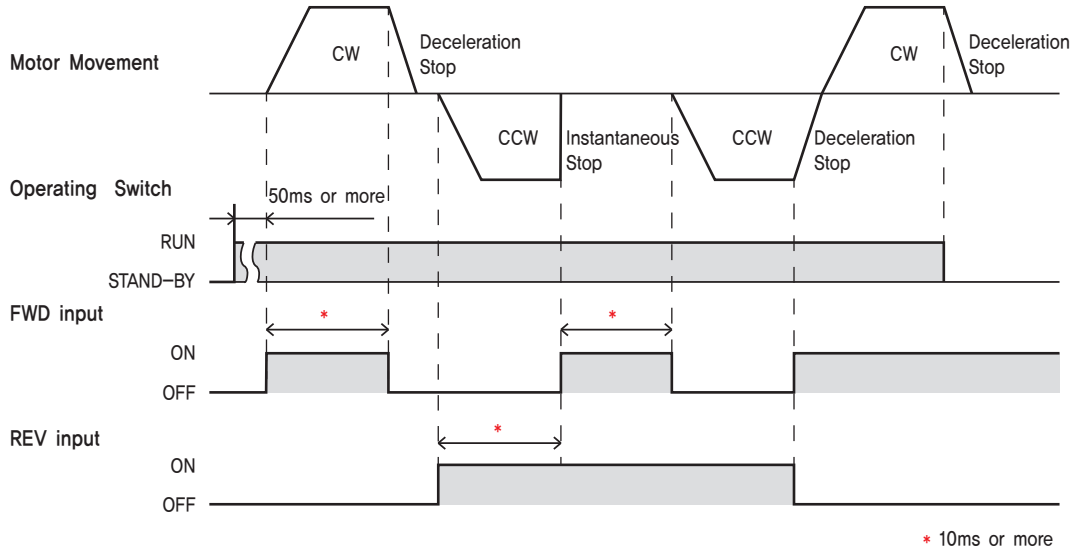 Motor Movement
CW
Deceleration
Stop
CCW
Instantaneous
Stop
CCW
Deceleration
Stop
CW
Deceleration
Stop
Operating Switch
50ms or more
RUN
STAND-BY
FWD input
*
*
ON
OFF
REV input
*
ON
OFF
* 10ms or more